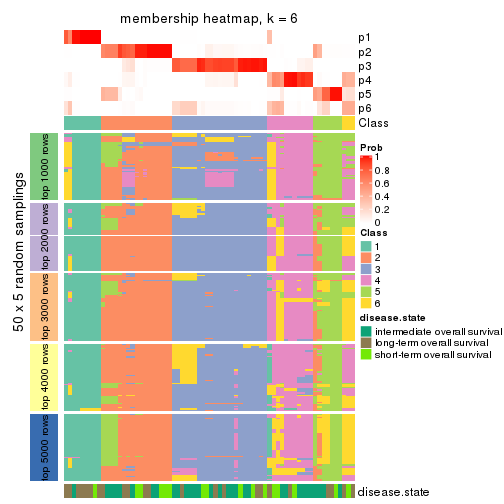 membership heatmap, k = 6
p1
p2
p3
p4
p5
p6
Class
50 x 5 random samplings
top 1000 rows
top 2000 rows
top 3000 rows
top 4000 rows
top 5000 rows
Prob
1
0.8
0.6
0.4
0.2
0
Class
1
2
3
4
5
6
disease.state
intermediate overall survival
long-term overall survival
short-term overall survival
disease.state